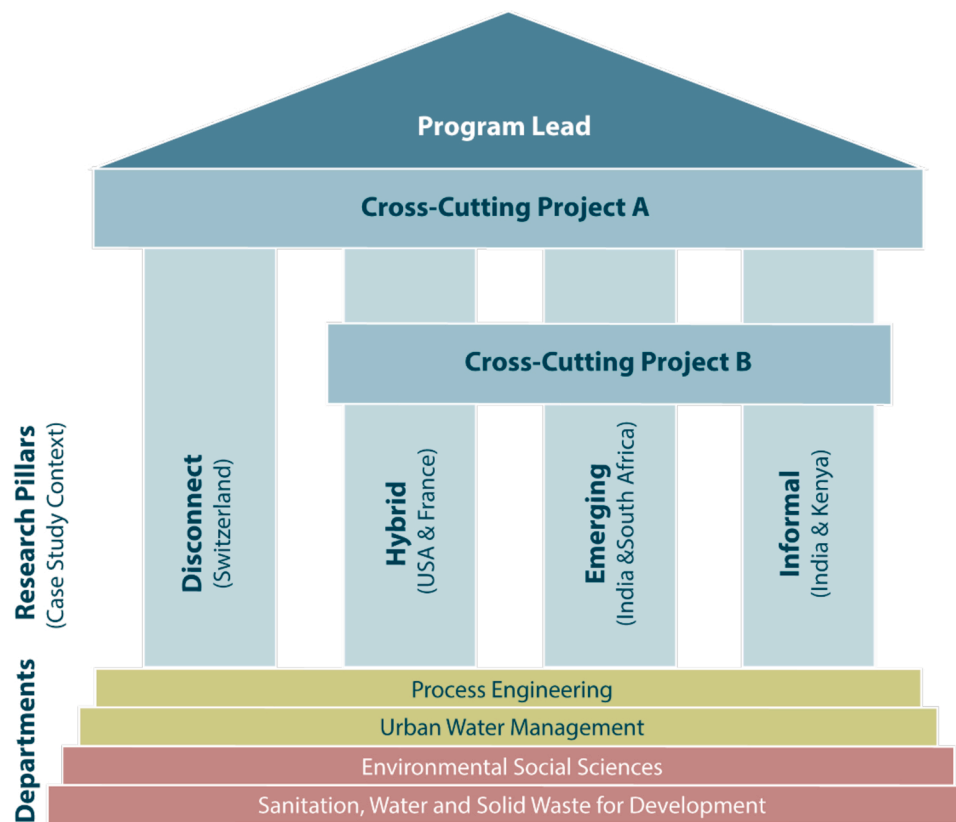 Program Lead
Cross-Cutting Project A
Cross-Cutting Project B
Research Pillars
(Case Study Context)
Disconnect
(Switzerland)
Hybrid
(USA & France)
Emerging
(India &South Africa)
Informal
(India & Kenya)
Departments
Process Engineering
Urban Water Management
Environmental Social Sciences
Sanitation, Water and Solid Waste for Development